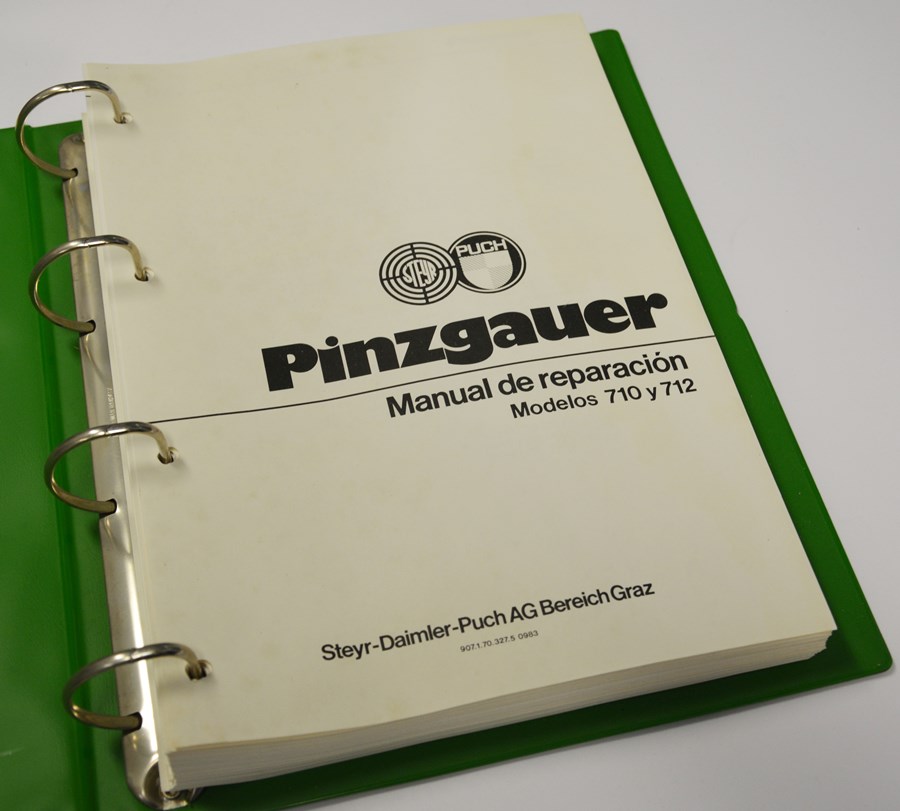 STEYR PUCH
Pinzgauer
Manual de reparación
Modelos 710 y 712
Steyr-Daimler-Puch AG Bereich Graz
907.1.70.327.5 0983